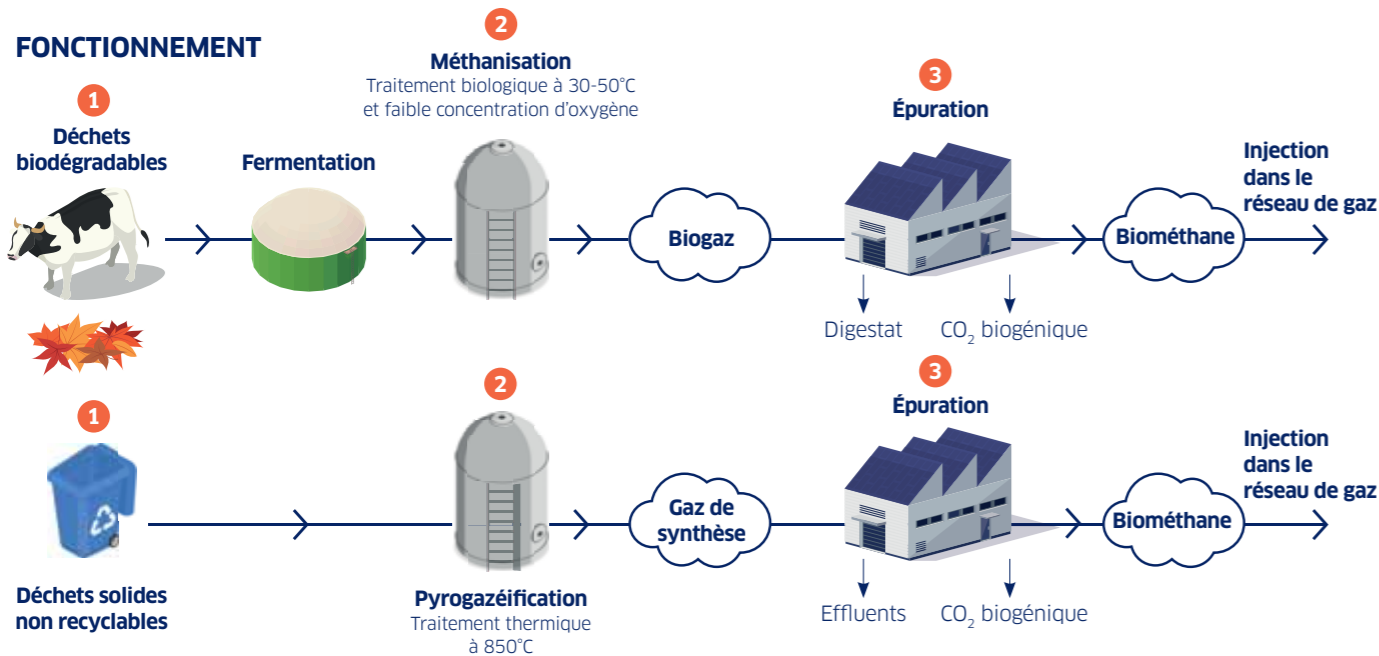 FONCTIONNEMENT
1
Déchets
biodégradables
Fermentation
2
Méthanisation
Traitement biologique à 30-50°C
et faible concentration d'oxygène
Biogaz
3
Épuration
Digestat
CO₂ biogénique
Biométhane
Injection
dans le
réseau de gaz
1
Déchets solides
non recyclables
2
Pyrogazéification
Traitement thermique
à 850°C
Gaz de
synthèse
3
Épuration
Effluents
CO₂ biogénique
Biométhane
Injection
dans le
réseau de gaz